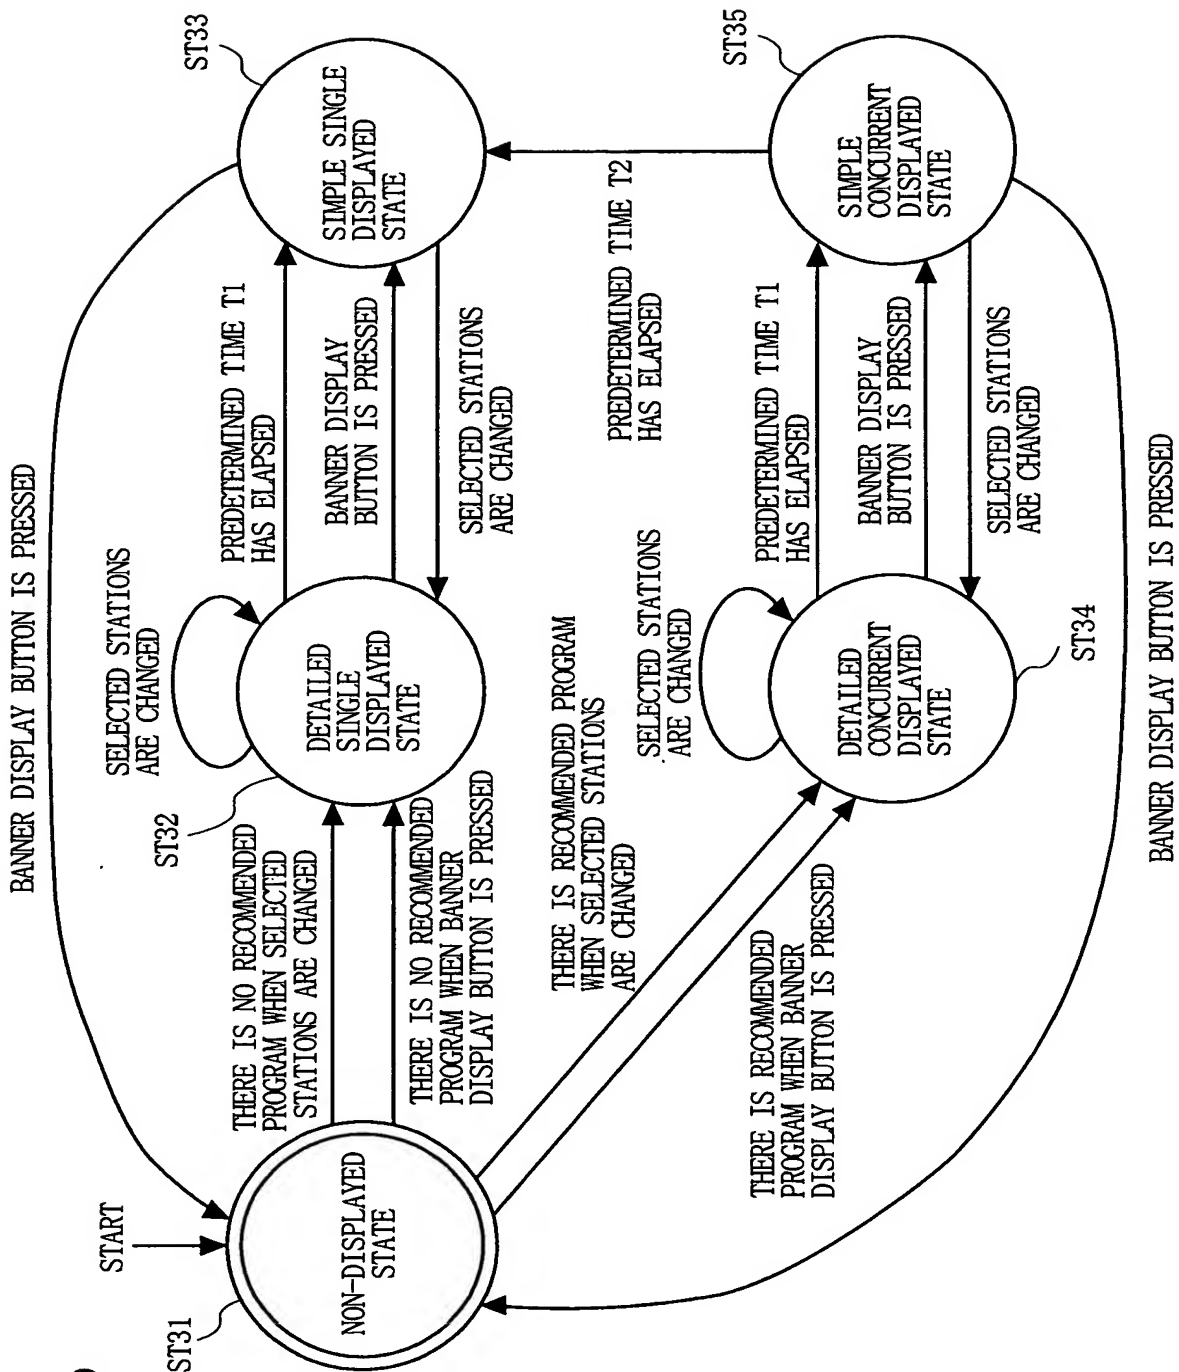 BANNER DISPLAY BUTTON IS PRESSED
START
ST31
NON-DISPLAYED
STATE
THERE IS NO RECOMMENDED
PROGRAM WHEN SELECTED
STATIONS ARE CHANGED
THERE IS NO RECOMMENDED
PROGRAM WHEN BANNER
DISPLAY BUTTON IS PRESSED
ST32
SELECTED STATIONS
ARE CHANGED
DETAILED
SINGLE
DISPLAYED
STATE
PREDETERMINED TIME T1
HAS ELAPSED
BANNER DISPLAY
BUTTON IS PRESSED
SELECTED STATIONS
ARE CHANGED
ST33
SIMPLE SINGLE
DISPLAYED
STATE
THERE IS RECOMMENDED PROGRAM
WHEN SELECTED STATIONS
ARE CHANGED
THERE IS RECOMMENDED
PROGRAM WHEN BANNER
DISPLAY BUTTON IS PRESSED
SELECTED STATIONS
ARE CHANGED
DETAILED
CONCURRENT
DISPLAYED
STATE
ST34
PREDETERMINED TIME T2
HAS ELAPSED
PREDETERMINED TIME T1
HAS ELAPSED
BANNER DISPLAY
BUTTON IS PRESSED
SELECTED STATIONS
ARE CHANGED
ST35
SIMPLE
CONCURRENT
DISPLAYED
STATE
BANNER DISPLAY BUTTON IS PRESSED